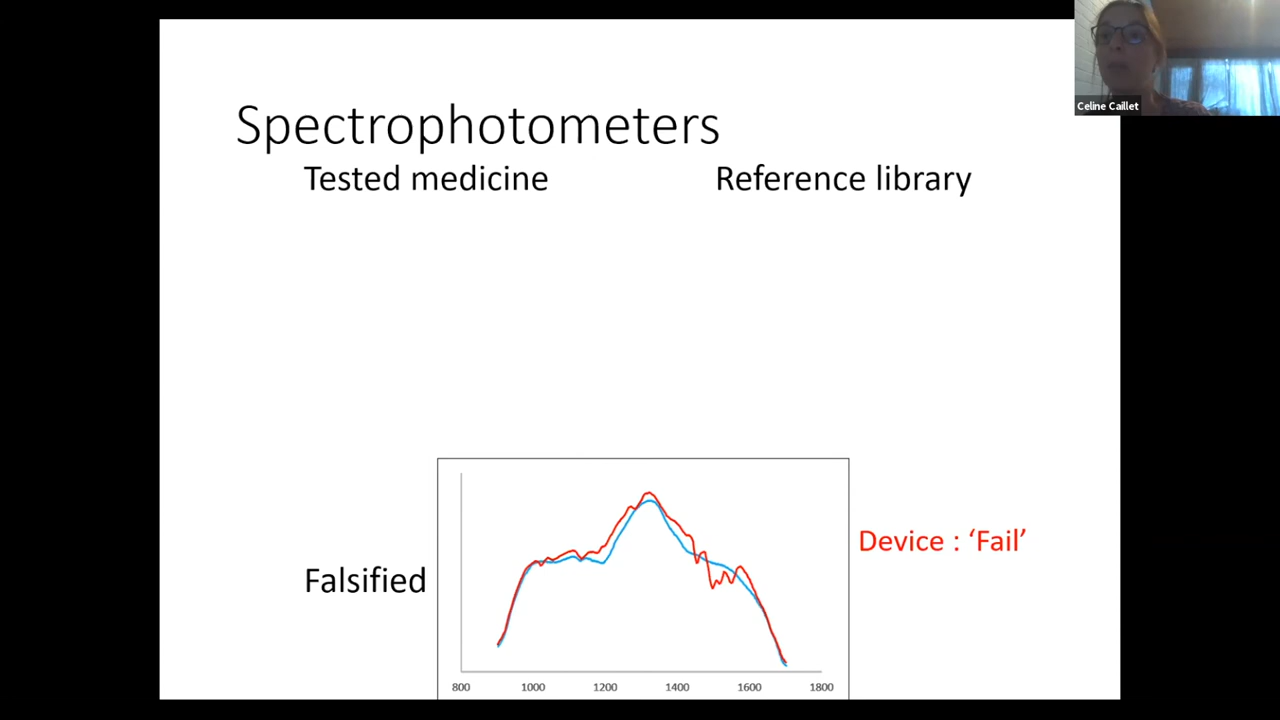 Celine Caillet
Spectrophotometers
Tested medicine
Reference library
Device : ‘Fail’
Falsified
800 1000 1200 1400 1600 1800